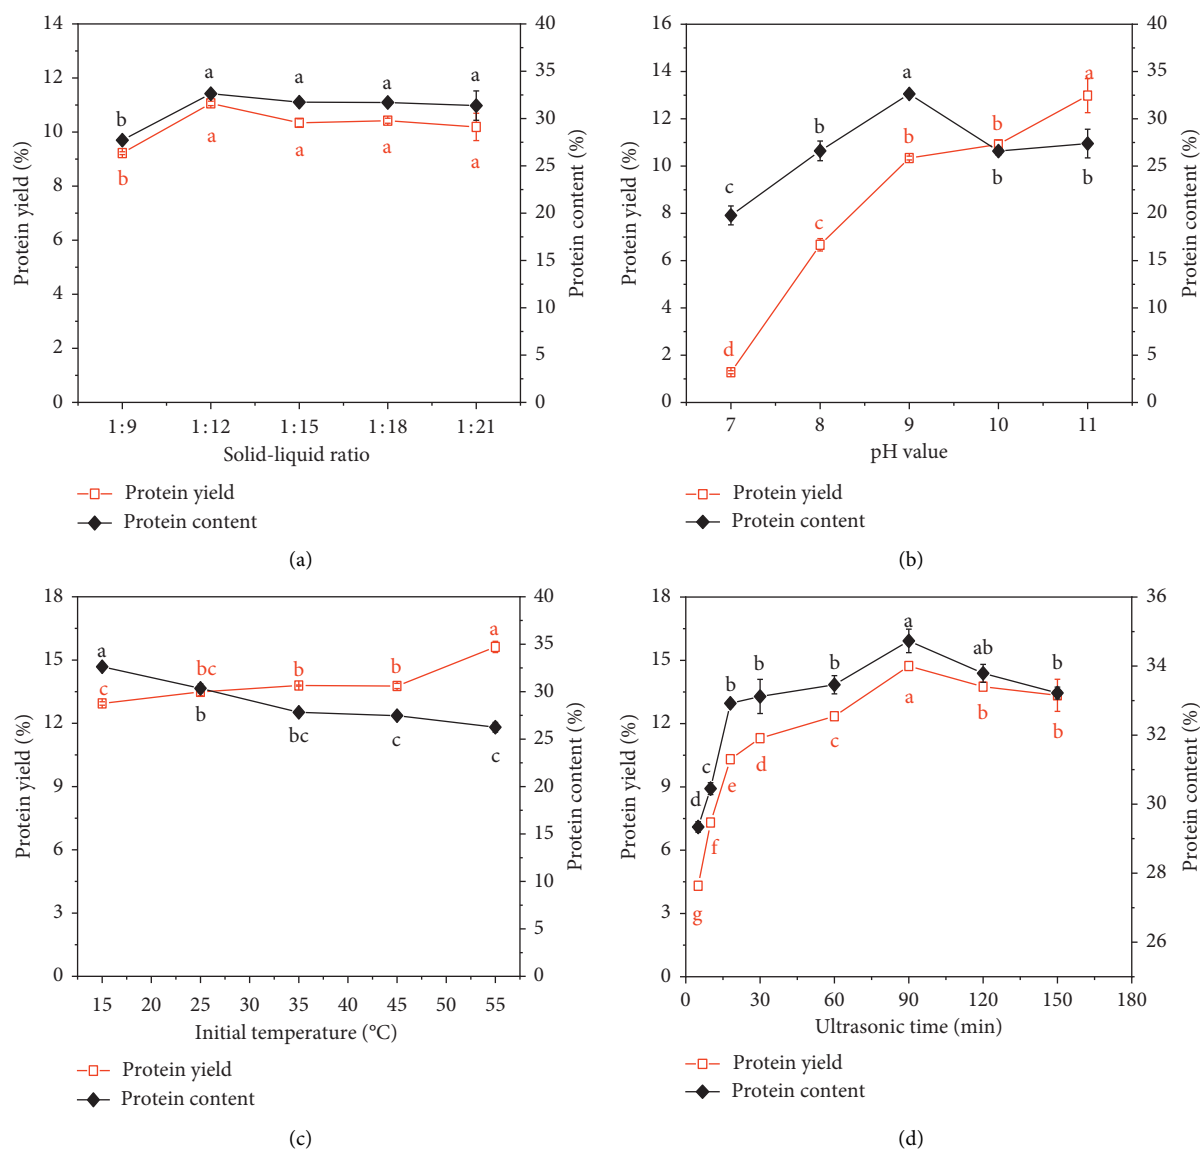 14
12
10
8
6
4
2
0
Protein yield (%)
40
35
30
25
20
15
10
5
0
Protein content (%)
b
a
a
a
a
b
a
a
a
a
1:9 1:12 1:15 1:18 1:21
Solid-liquid ratio
Protein yield
Protein content
(a)
16
14
12
10
8
6
4
2
0
Protein yield (%)
40
35
30
25
20
15
10
5
0
Protein content (%)
c
b
a
b
b
d
c
b
b
a
7 8 9 10 11
pH value
Protein yield
Protein content
(b)
18
15
12
9
6
3
0
Protein yield (%)
40
35
30
25
20
15
10
5
0
Protein content (%)
a
b
bc
c
c
c
bc
b
b
a
15 20 25 30 35 40 45 50 55
Initial temperature (°C)
Protein yield
Protein content
(c)
18
15
12
9
6
3
0
Protein yield (%)
36
34
32
30
28
26
Protein content (%)
d
c
b
b
b
a
ab
b
g
f
e
d
c
a
b
b
0 30 60 90 120 150 180
Ultrasonic time (min)
Protein yield
Protein content
(d)